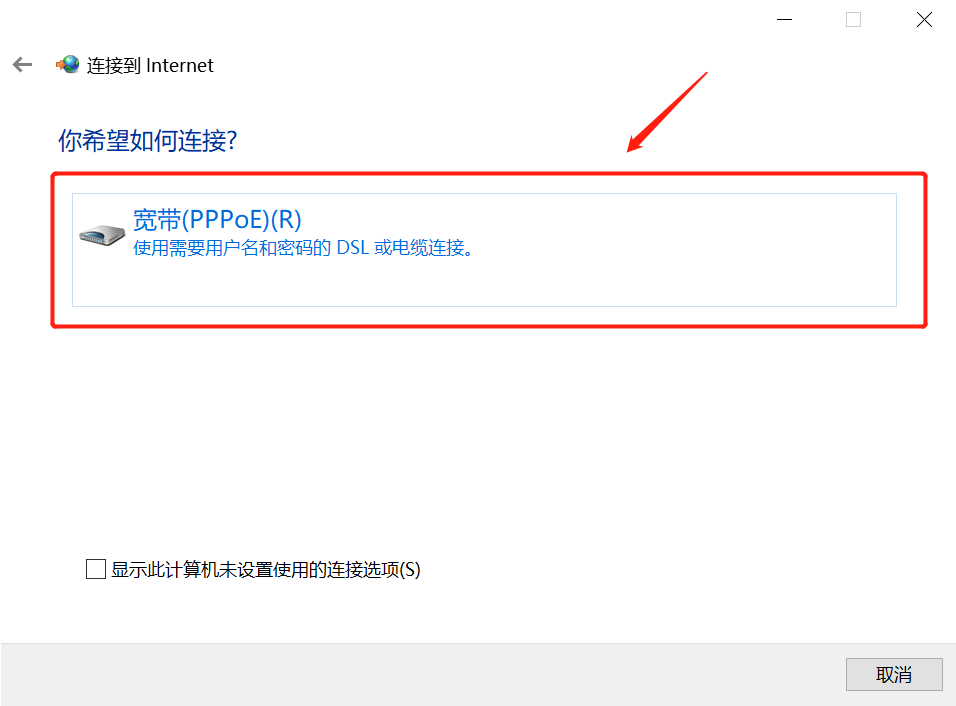 连接到 Internet
你希望如何连接?
宽带(PPPoE)(R)
使用需要用户名和密码的 DSL 或电缆连接。
显示此计算机未设置使用的连接选项(S)
取消